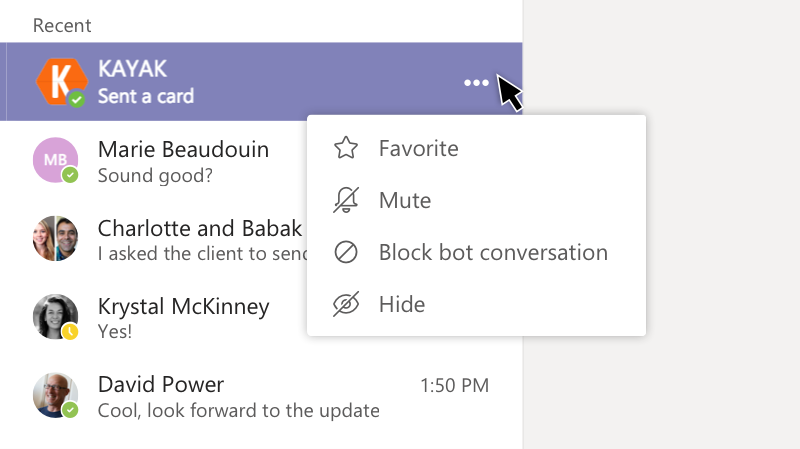 Recent
K
KAYAK
Sent a card
Favorite
Mute
Block bot conversation
Hide
MB
Marie Beaudouin
Sound good?
Charlotte and Babak
I asked the client to send
Krystal McKinney
Yes!
David Power
1:50 PM
Cool, look forward to the update